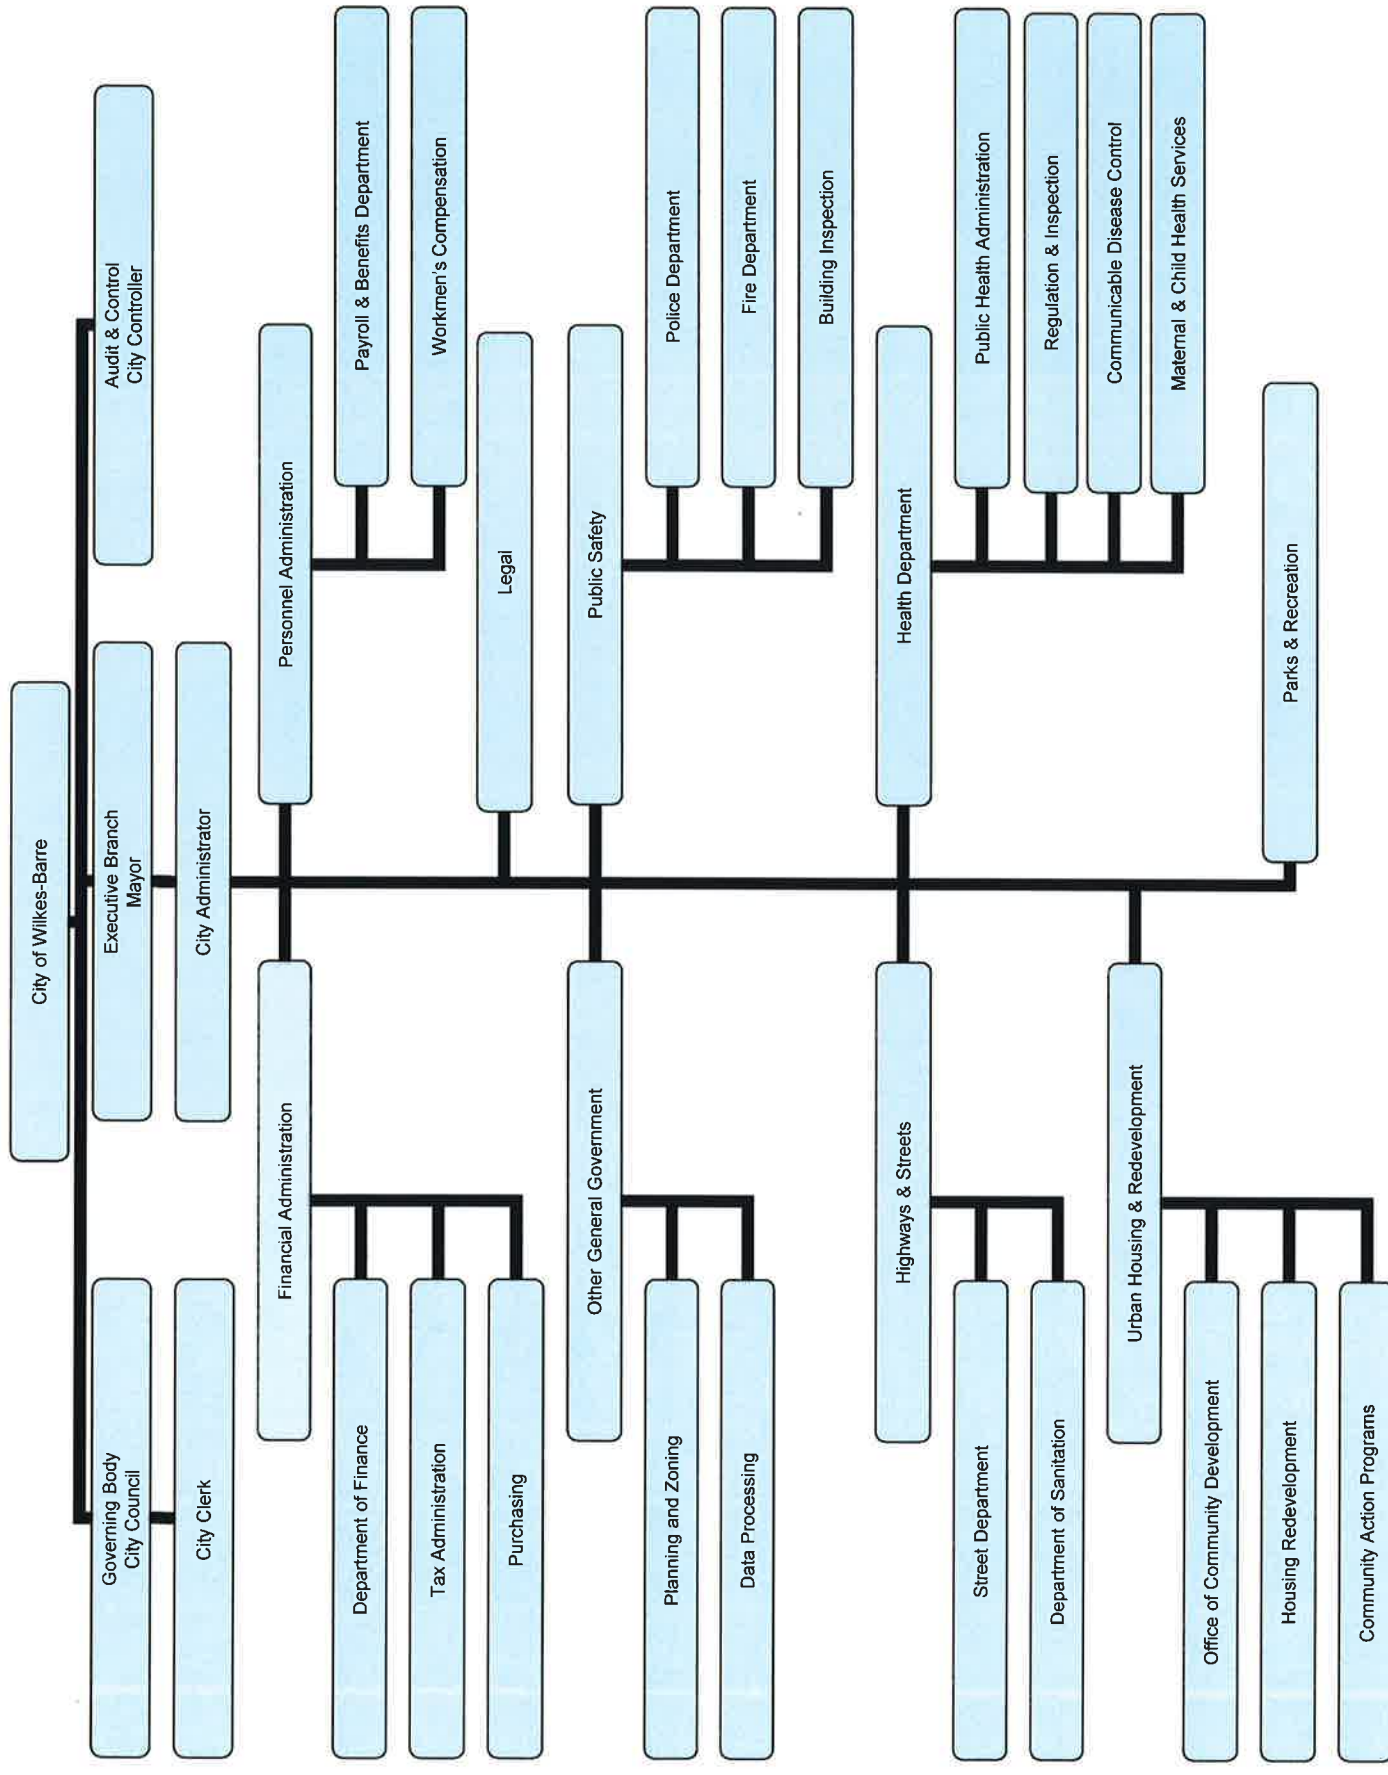 City of Wilkes-Barre
Governing Body
City Council
Executive Branch
Mayor
Audit & Control
City Controller
City Clerk
City Administrator
Financial Administration
Personnel Administration
Department of Finance
Payroll & Benefits Department
Tax Administration
Workmen's Compensation
Purchasing
Legal
Other General Government
Public Safety
Planning and Zoning
Police Department
Data Processing
Fire Department
Building Inspection
Highways & Streets
Health Department
Street Department
Public Health Administration
Department of Sanitation
Regulation & Inspection
Communicable Disease Control
Urban Housing & Redevelopment
Maternal & Child Health Services
Office of Community Development
Housing Redevelopment
Parks & Recreation
Community Action Programs